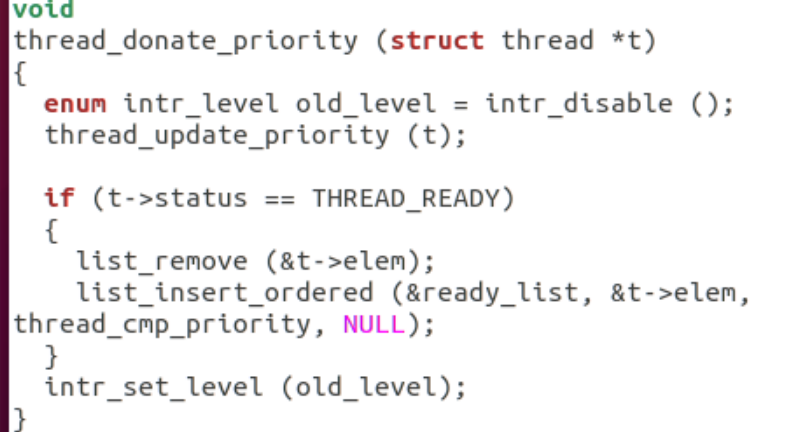 void
thread_donate_priority (struct thread *t)
{
  enum intr_level old_level = intr_disable ();
  thread_update_priority (t);

  if (t->status == THREAD_READY)
  {
    list_remove (&t->elem);
    list_insert_ordered (&ready_list, &t->elem,
thread_cmp_priority, NULL);
  }
  intr_set_level (old_level);
}